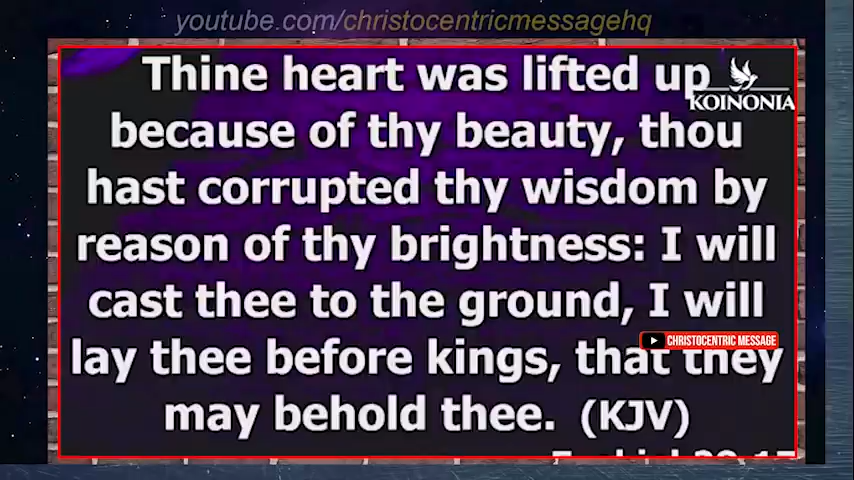 youtube.com/christocentricmessagehq
Thine heart was lifted up
KOINONIA
because of thy beauty, thou
hast corrupted thy wisdom by
reason of thy brightness: I will
cast thee to the ground, I will
CHRISTOCENTRIC MESSAGE
lay thee before kings, that they
may behold thee. (KJV)